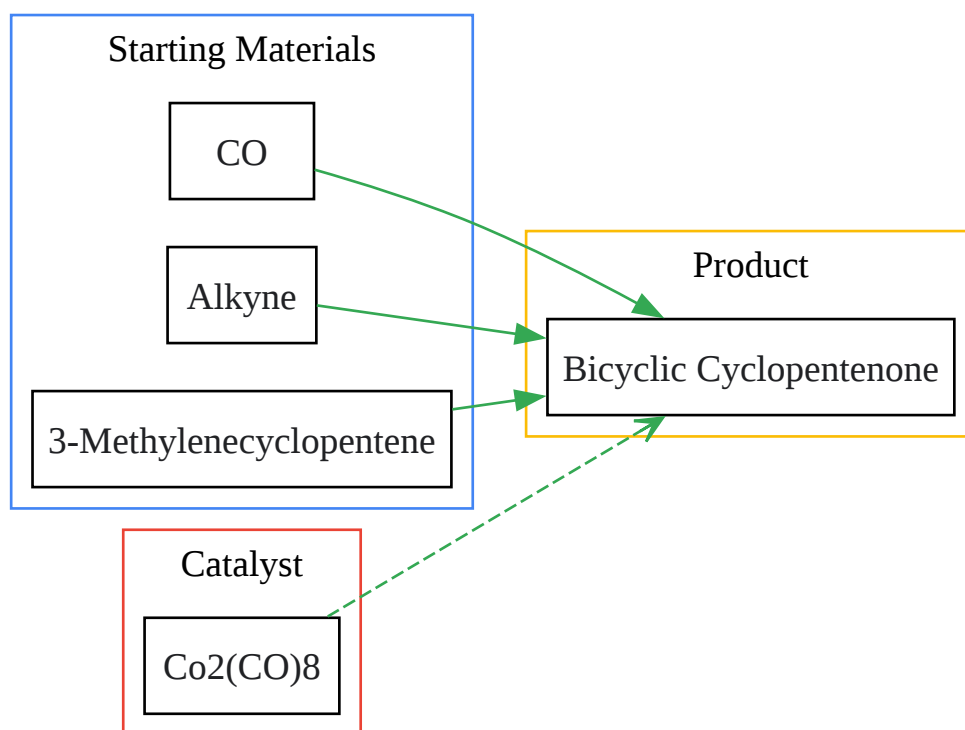 Starting Materials
CO
Alkyne
3-Methylenecyclopentene
Product
Bicyclic Cyclopentenone
Catalyst
Co2(CO)8